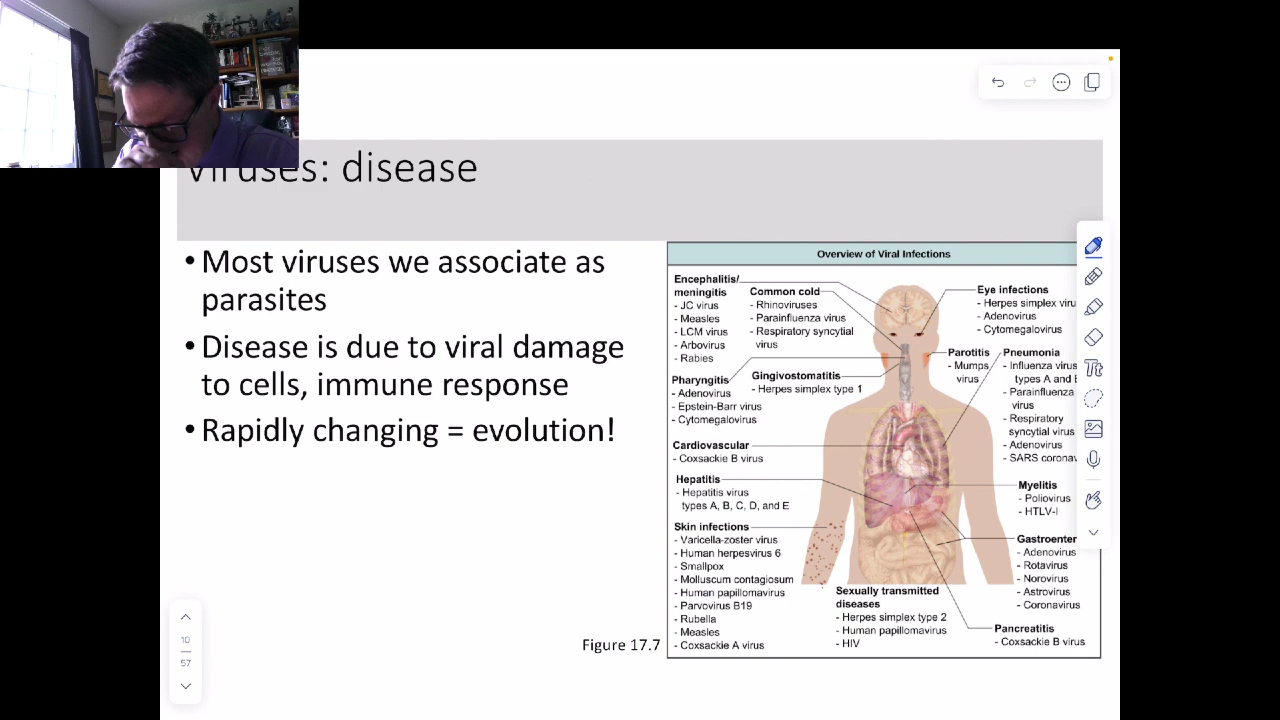 Viruses: disease
• Most viruses we associate as
parasites
• Disease is due to viral damage
to cells, immune response
• Rapidly changing = evolution!
Figure 17.7
Overview of Viral Infections
Encephalitis/
meningitis
- JC virus
- Measles
- LCM virus
- Arbovirus
- Rabies
Common cold
- Rhinoviruses
- Parainfluenza virus
- Respiratory syncytial
virus
Eye infections
- Herpes simplex viru
- Adenovirus
- Cytomegalovirus
Pharyngitis
- Adenovirus
- Epstein-Barr virus
- Cytomegalovirus
Gingivostomatitis
- Herpes simplex type 1
Parotitis
- Mumps
virus
Pneumonia
- Influenza virus
types A and
- Parainfluenza
virus
- Respiratory
syncytial virus
- Adenovirus
- SARS corona
Cardiovascular
- Coxsackie B virus
Hepatitis
- Hepatitis virus
types A, B, C, D, and E
Myelitis
- Poliovirus
- HTLV-I
Skin infections
- Varicella-zoster virus
- Human herpesvirus 6
- Smallpox
- Molluscum contagiosum
- Human papillomavirus
- Parvovirus B19
- Rubella
- Measles
- Coxsackie A virus
Gastroenter
- Adenovirus
- Rotavirus
- Norovirus
- Astrovirus
- Coronavirus
Sexually transmitted
diseases
- Herpes simplex type 2
- Human papillomavirus
- HIV
Pancreatitis
- Coxsackie B virus
10
57
Tt